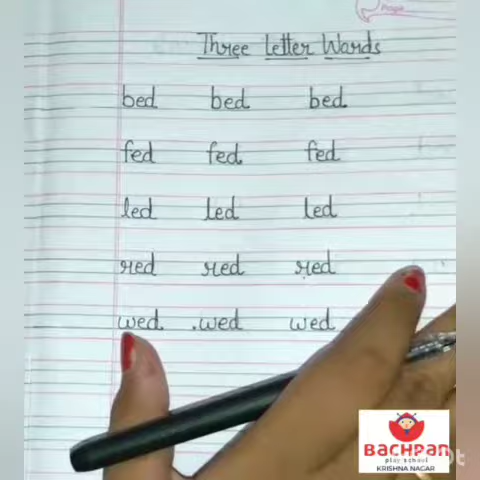 Three Letter Words
bed bed bed
fed fed fed
led led led
red red red
wed .wed wed
BACHPAN
play school
KRISHNA NAGAR